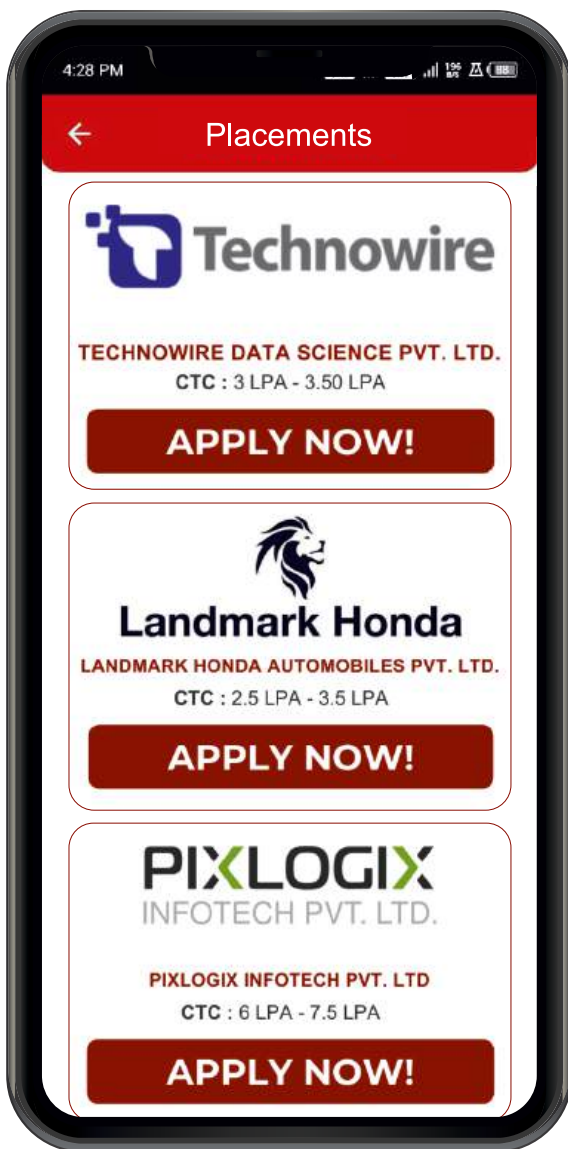 4:28 PM
196
B/S
88
Placements
Technowire
TECHNOWIRE DATA SCIENCE PVT. LTD.
CTC : 3 LPA - 3.50 LPA
APPLY NOW!
Landmark Honda
LANDMARK HONDA AUTOMOBILES PVT. LTD.
CTC : 2.5 LPA - 3.5 LPA
APPLY NOW!
PIXLOGIX
INFOTECH PVT. LTD.
PIXLOGIX INFOTECH PVT. LTD
CTC : 6 LPA - 7.5 LPA
APPLY NOW!